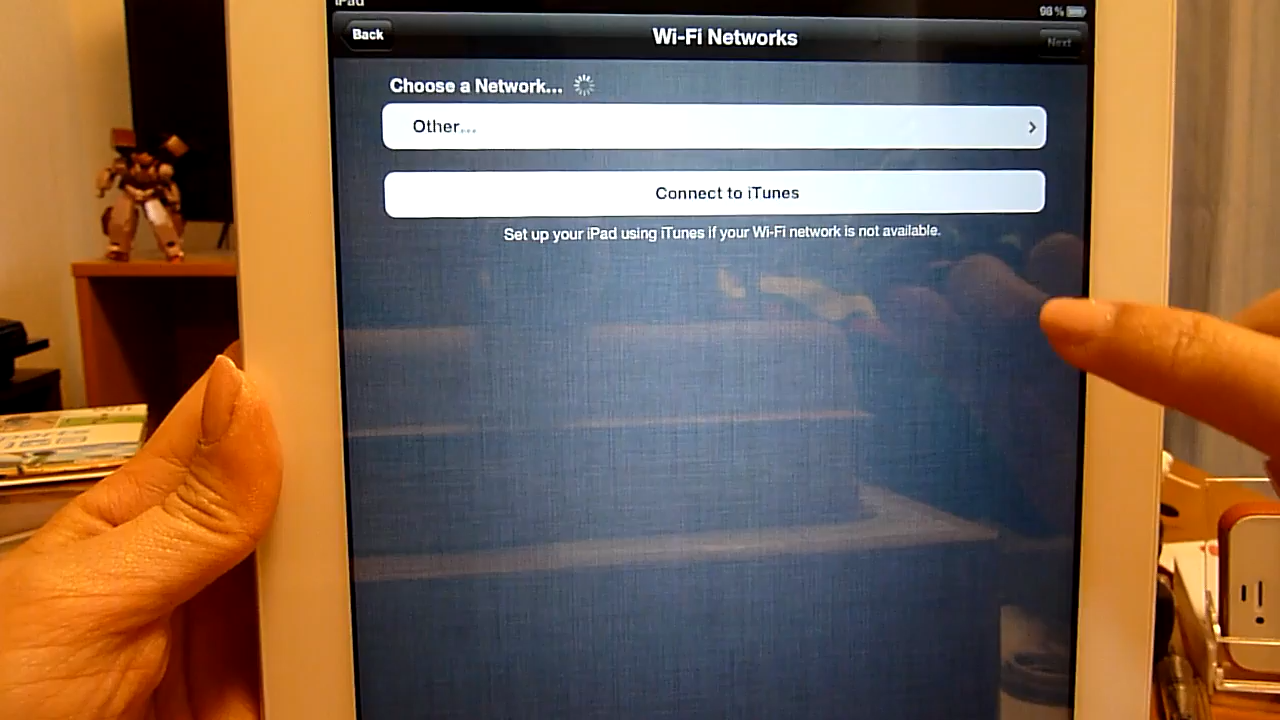 iPad
98%
Back
Wi-Fi Networks
Next
Choose a Network...
Other...
Connect to iTunes
Set up your iPad using iTunes if your Wi-Fi network is not available.